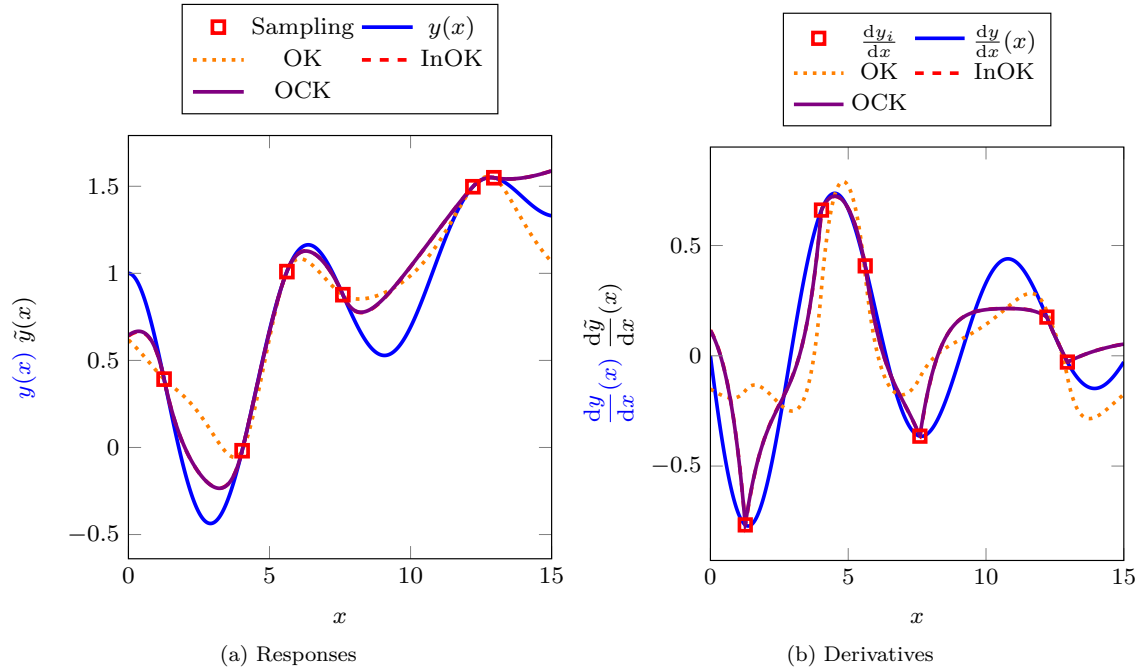 Sampling y(x)
OK InOK
OCK
1.5
1
0.5
0
−0.5
0 5 10 15
x
y(x) ỹ(x)
(a) Responses
dy_i/dx dy/dx(x)
OK InOK
OCK
0.5
0
−0.5
0 5 10 15
x
dy/dx(x) dỹ/dx(x)
(b) Derivatives